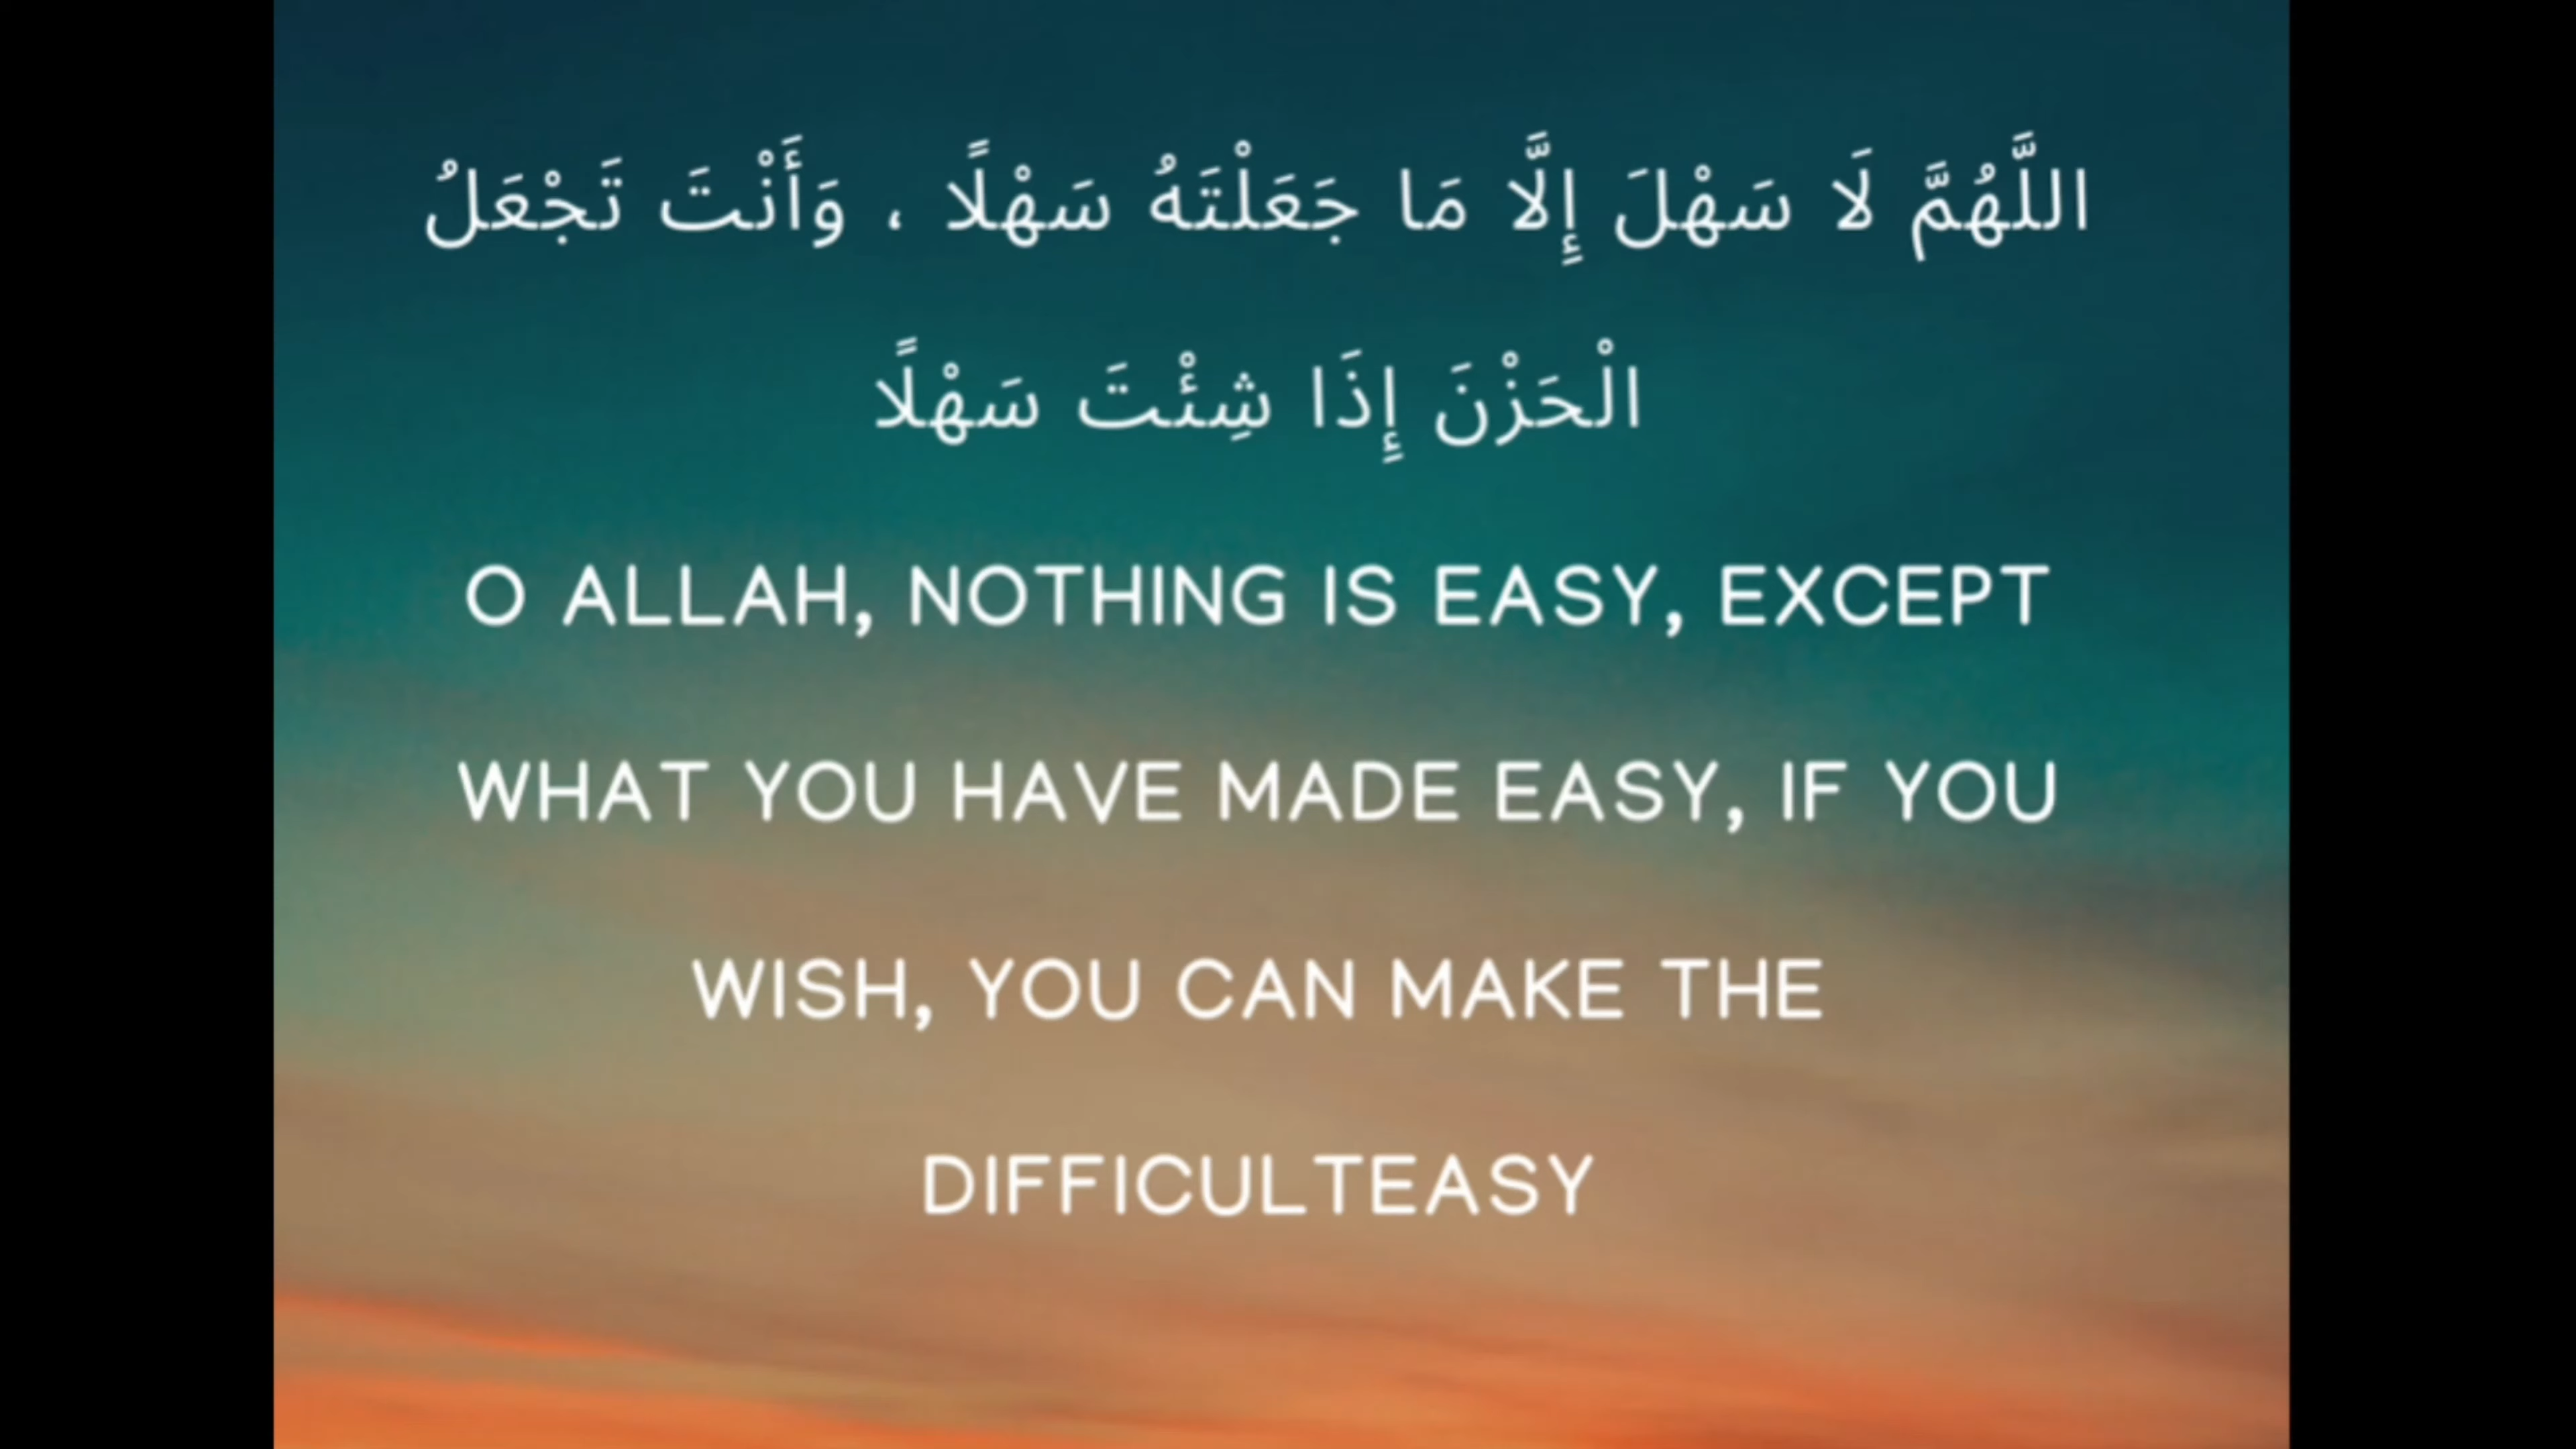 اللَّهُمَّ لَا سَهْلَ إِلَّا مَا جَعَلْتَهُ سَهْلًا ، وَأَنْتَ تَجْعَلُ
الْحَزْنَ إِذَا شِئْتَ سَهْلًا
O ALLAH, NOTHING IS EASY, EXCEPT
WHAT YOU HAVE MADE EASY, IF YOU
WISH, YOU CAN MAKE THE
DIFFICULTEASY